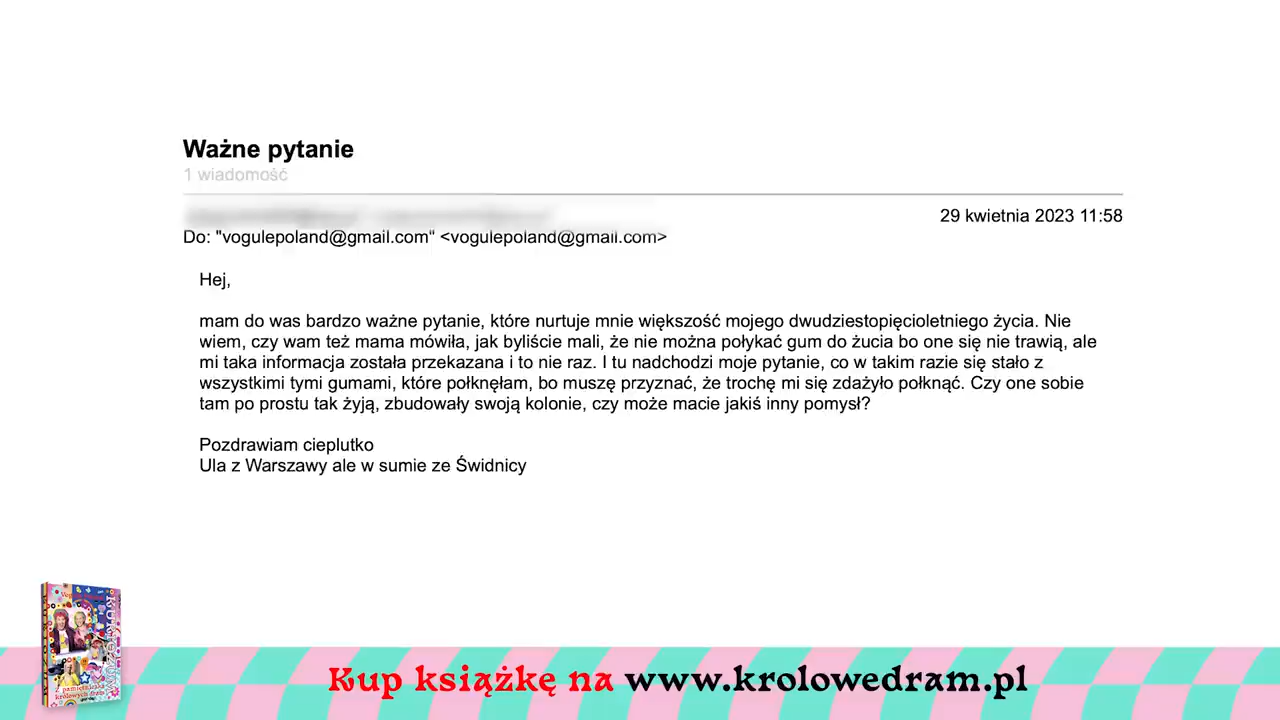 Ważne pytanie
1 wiadomość
29 kwietnia 2023 11:58
Do: "vogulepoland@gmail.com“ <vogulepoland@gmail.com>
Hej,
mam do was bardzo ważne pytanie, które nurtuje mnie większość mojego dwudziestopięcioletniego życia. Nie
wiem, czy wam też mama mówiła, jak byliście mali, że nie można połykać gum do żucia bo one się nie trawią, ale
mi taka informacja została przekazana i to nie raz. I tu nadchodzi moje pytanie, co w takim razie się stało z
wszystkimi tymi gumami, które połknęłam, bo muszę przyznać, że trochę mi się zdażyło połknąć. Czy one sobie
tam po prostu tak żyją, zbudowały swoją kolonie, czy może macie jakiś inny pomysł?
Pozdrawiam cieplutko
Ula z Warszawy ale w sumie ze Świdnicy
z pamiętnika
królowych dram
Kup książkę na www.krolowedram.pl